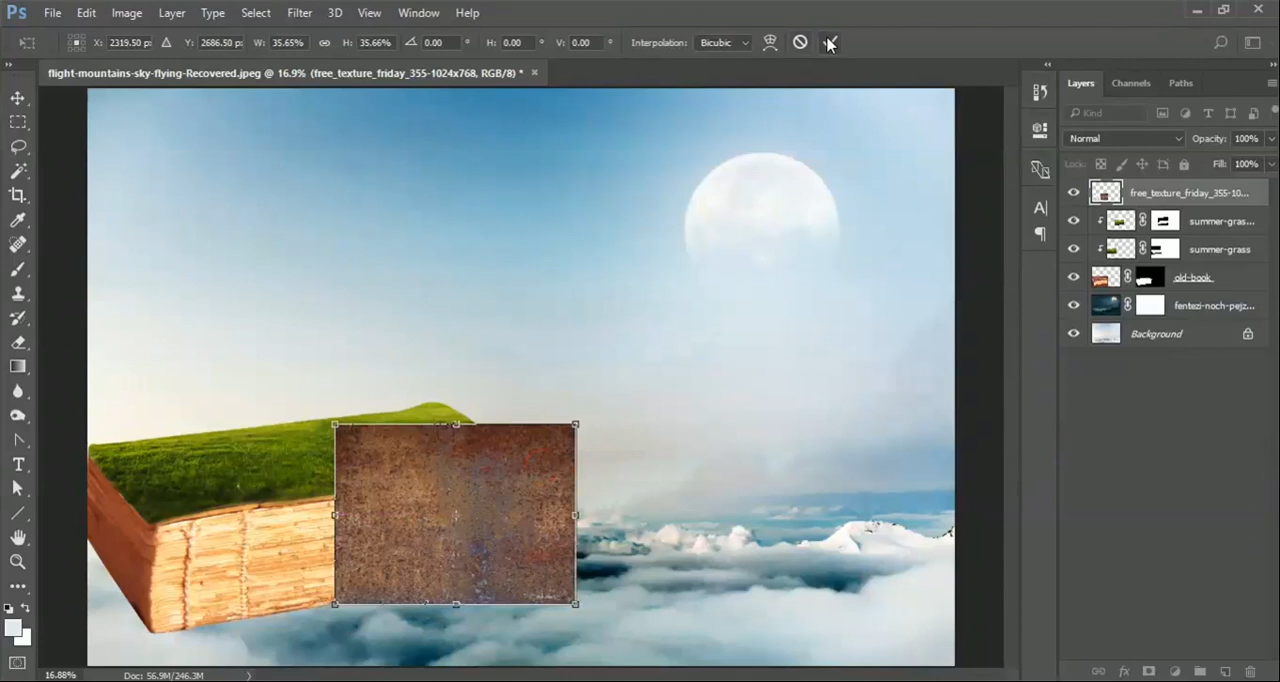 Ps File Edit Image Layer Type Select Filter 3D View Window Help
X: 2319.50 px Y: 2686.50 px W: 35.65% H: 35.66% 0.00 ° H: 0.00 ° V: 0.00 ° Interpolation: Bicubic
flight-mountains-sky-flying-Recovered.jpeg @ 16.9% (free_texture_friday_355-1024x768, RGB/8) *
Layers Channels Paths
Kind
Normal Opacity: 100%
Lock: Fill: 100%
free_texture_friday_355-10...
summer-gras...
summer-grass
old-book
fentezi-noch-pejz...
Background
16.88% Doc: 56.9M/246.3M